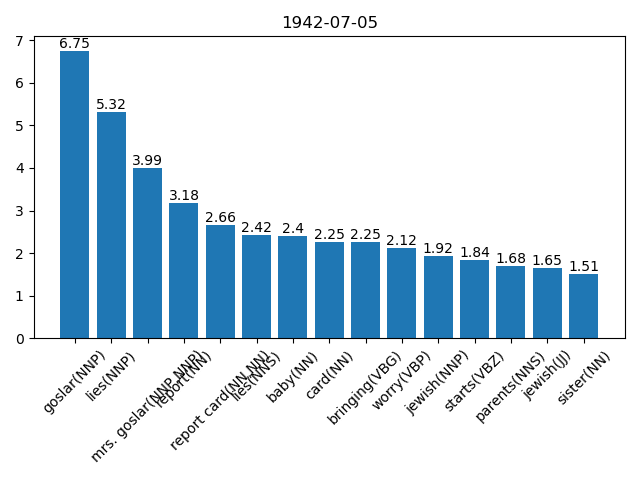 1942-07-05
7
6
5
4
3
2
1
0
6.75
5.32
3.99
3.18
2.66
2.42
2.4
2.25
2.25
2.12
1.92
1.84
1.68
1.65
1.51
goslar(NNP)
lies(NNP)
mrs. goslar(NNP NNP)
report(NN)
report card(NN NN)
lies(NNS)
baby(NN)
card(NN)
bringing(VBG)
worry(VBP)
jewish(NNP)
starts(VBZ)
parents(NNS)
jewish(JJ)
sister(NN)